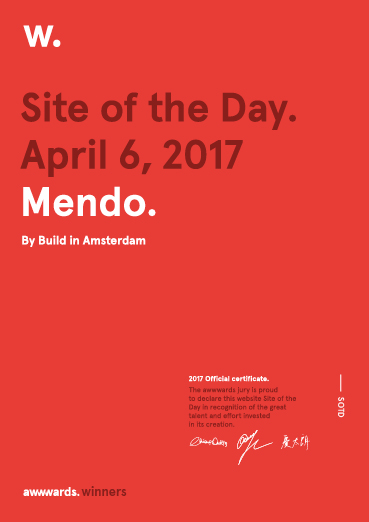 w.
Site of the Day.
April 6, 2017
Mendo.
By Build in Amsterdam
2017 Official certificate.
The awwwards jury is proud
to declare this website Site of the
Day in recognition of the great
talent and effort invested
in its creation.
SOTD
awwwards. winners